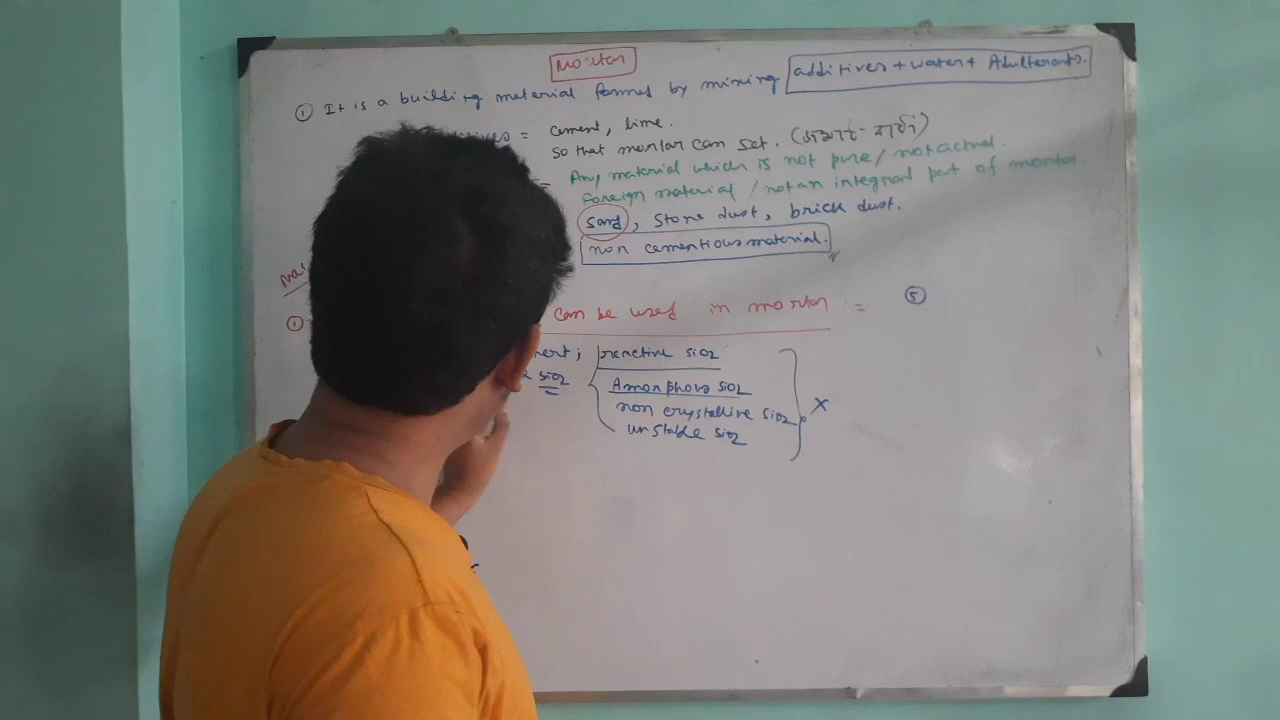 Mortar
① It is a building material formed by mixing additives + water + Adulterants.
= cement, lime.
so that mortar can set.
= Any material which is not pure / not actual.
foreign material / not an integral part of mortar.
sand, stone dust, brick dust.
non cementious material.
① can be used in mortar = ⑤
reactive SiO2
SiO2 Amorphous SiO2
non crystalline SiO2 X
unstable SiO2